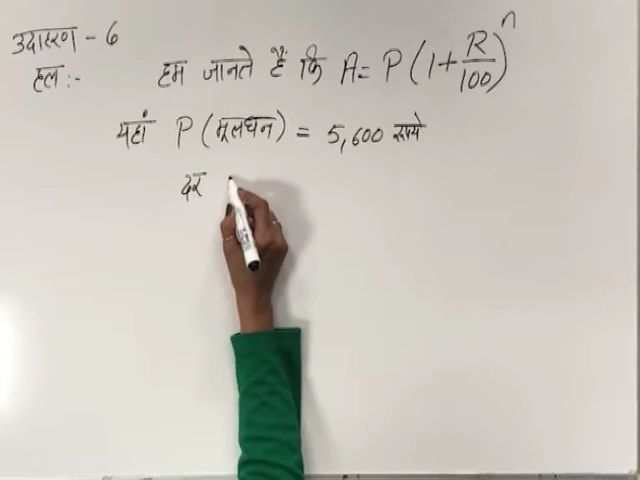 उदाहरण - 6
हल :- हम जानते हैं कि A = P(1+R/100)^n
यहां P (मूलधन) = 5,600 रूपये
दर